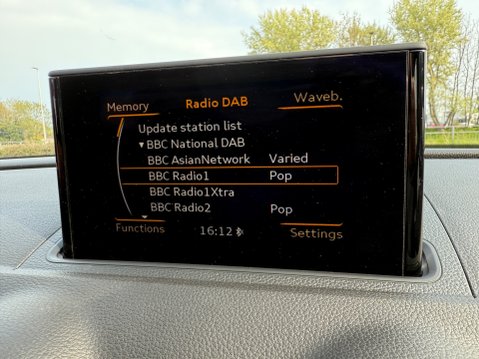 Memory Radio DAB Waveb.
Update station list
▾ BBC National DAB
BBC AsianNetwork Varied
BBC Radio1 Pop
BBC Radio1Xtra
BBC Radio2 Pop
Functions 16:12 Settings